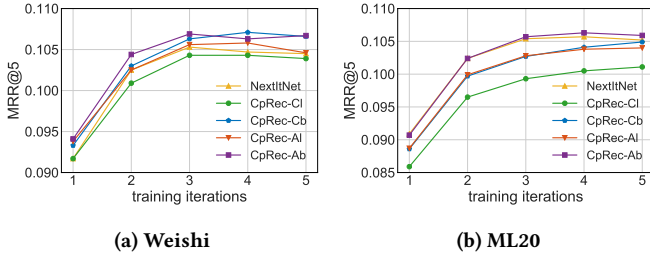 MRR@5
0.110
0.105
0.100
0.095
0.090
NextItNet
CpRec-Cl
CpRec-Cb
CpRec-Al
CpRec-Ab
1 2 3 4 5
training iterations
(a) Weishi
MRR@5
0.110
0.105
0.100
0.095
0.090
0.085
NextItNet
CpRec-Cl
CpRec-Cb
CpRec-Al
CpRec-Ab
1 2 3 4 5
training iterations
(b) ML20